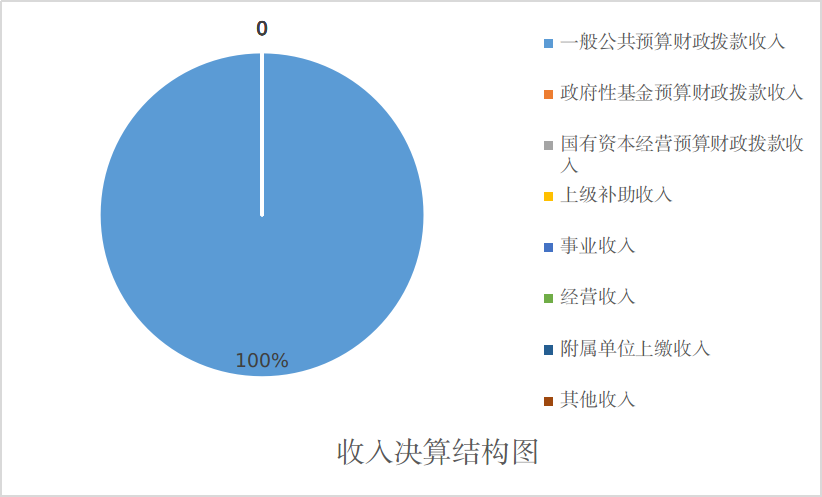 0
100%
一般公共预算财政拨款收入
政府性基金预算财政拨款收入
国有资本经营预算财政拨款收
入
上级补助收入
事业收入
经营收入
附属单位上缴收入
其他收入
收入决算结构图